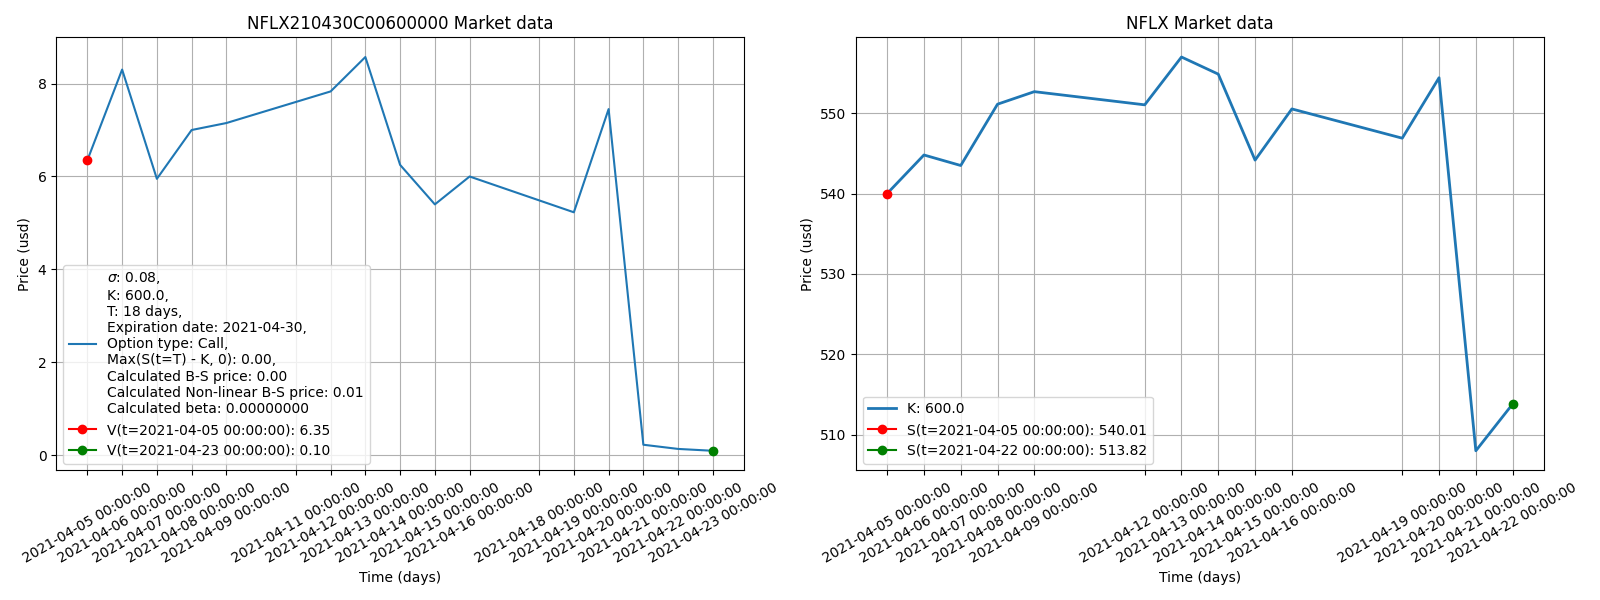 NFLX210430C00600000 Market data
Price (usd)
8
6
4
2
0
σ: 0.08,
K: 600.0,
T: 18 days,
Expiration date: 2021-04-30,
Option type: Call,
Max(S(t=T) - K, 0): 0.00,
Calculated B-S price: 0.00
Calculated Non-linear B-S price: 0.01
Calculated beta: 0.00000000
V(t=2021-04-05 00:00:00): 6.35
V(t=2021-04-23 00:00:00): 0.10
2021-04-05 00:00:00
2021-04-06 00:00:00
2021-04-07 00:00:00
2021-04-08 00:00:00
2021-04-09 00:00:00
2021-04-11 00:00:00
2021-04-12 00:00:00
2021-04-13 00:00:00
2021-04-14 00:00:00
2021-04-15 00:00:00
2021-04-16 00:00:00
2021-04-18 00:00:00
2021-04-19 00:00:00
2021-04-20 00:00:00
2021-04-21 00:00:00
2021-04-22 00:00:00
2021-04-23 00:00:00
Time (days)
NFLX Market data
Price (usd)
550
540
530
520
510
K: 600.0
S(t=2021-04-05 00:00:00): 540.01
S(t=2021-04-22 00:00:00): 513.82
2021-04-05 00:00:00
2021-04-06 00:00:00
2021-04-07 00:00:00
2021-04-08 00:00:00
2021-04-09 00:00:00
2021-04-12 00:00:00
2021-04-13 00:00:00
2021-04-14 00:00:00
2021-04-15 00:00:00
2021-04-16 00:00:00
2021-04-19 00:00:00
2021-04-20 00:00:00
2021-04-21 00:00:00
2021-04-22 00:00:00
Time (days)